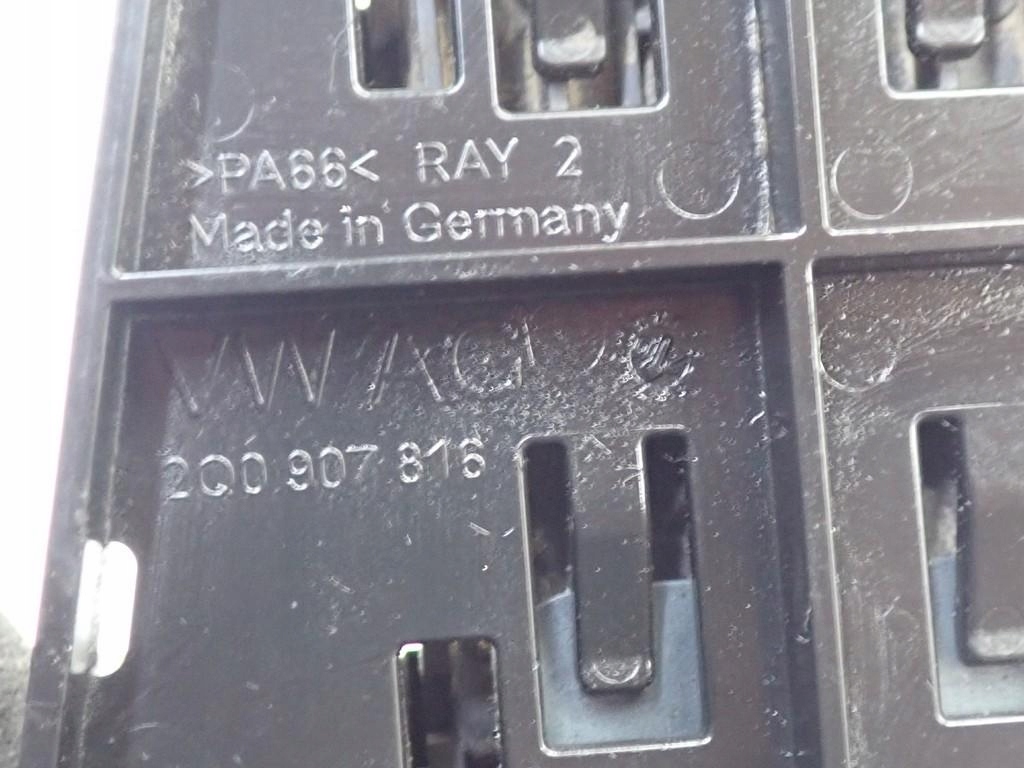 >PA66< RAY 2
Made in Germany
VW AG
2Q0 907 816